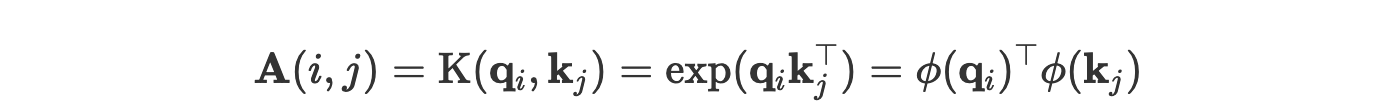 𝐀(i, j) = K(𝐪ᵢ, 𝐤ⱼ) = exp(𝐪ᵢ𝐤ⱼ^⊤) = ϕ(𝐪ᵢ)^⊤ϕ(𝐤ⱼ)